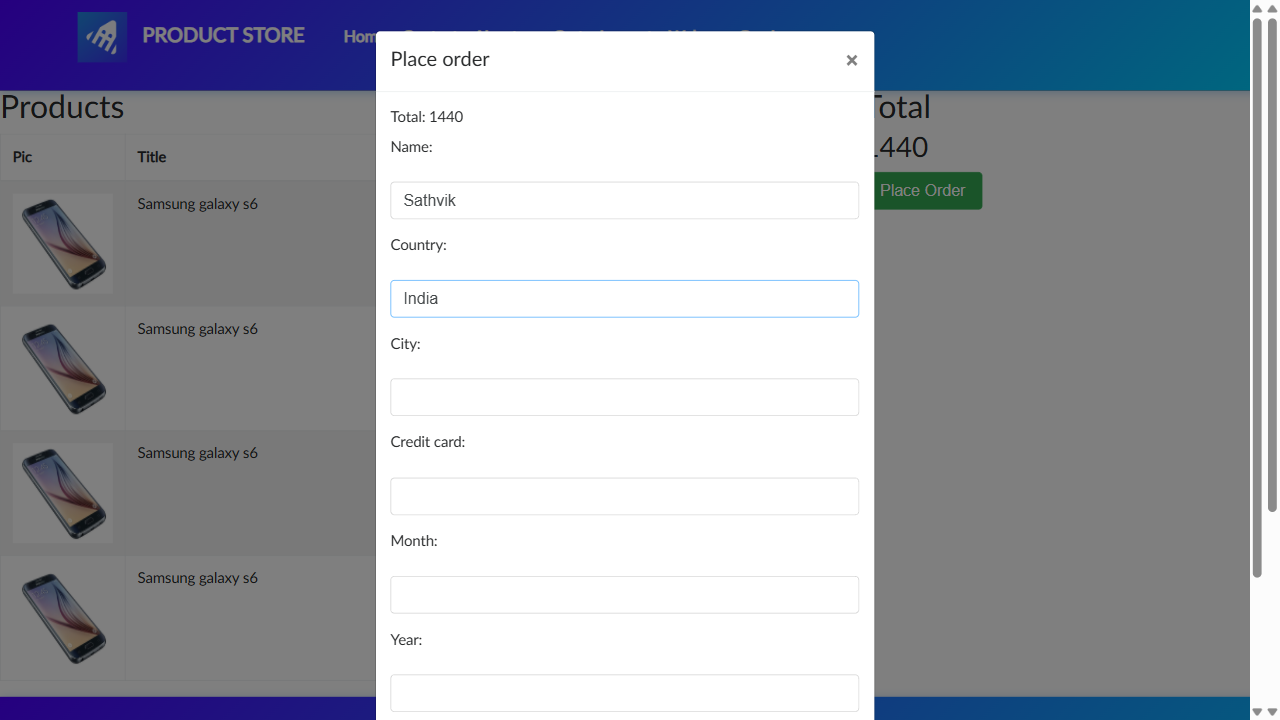 PRODUCT STORE
Place order
×
Products
Total
1440
Place Order
Pic
Title
Samsung galaxy s6
Samsung galaxy s6
Samsung galaxy s6
Samsung galaxy s6
Total: 1440
Name:
Sathvik
Country:
India
City:
Credit card:
Month:
Year: